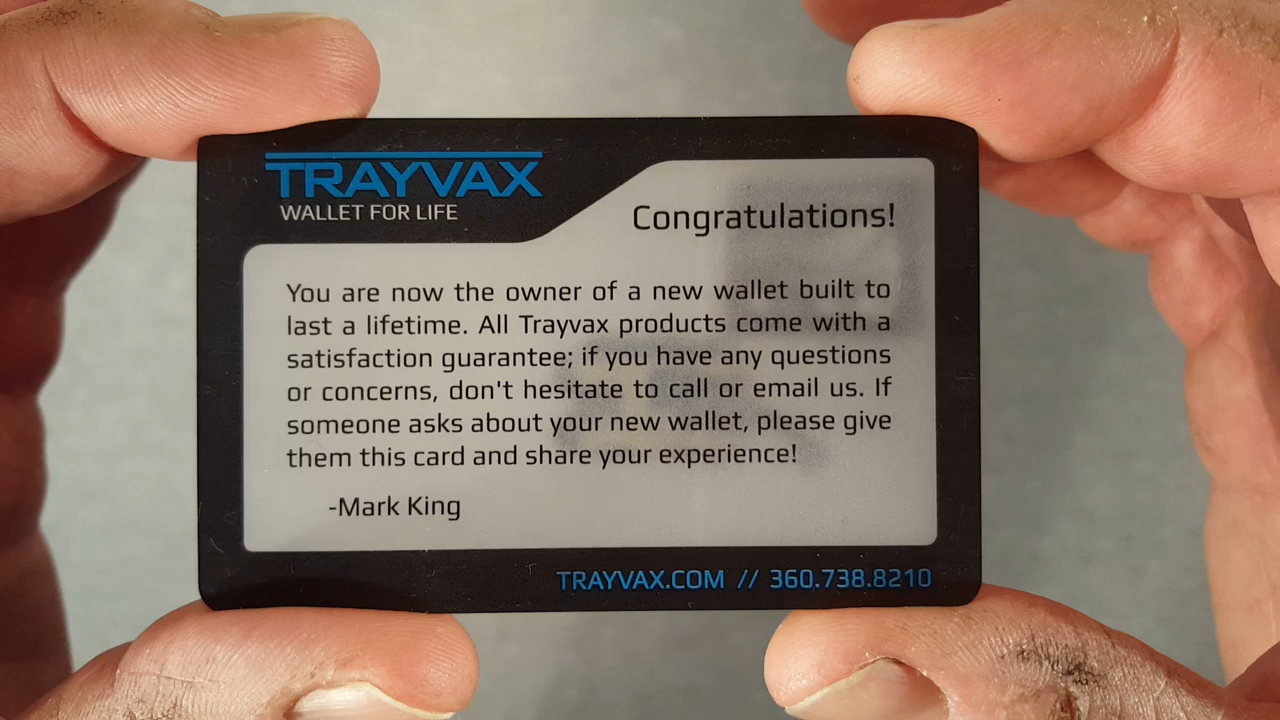 TRAYVAX
WALLET FOR LIFE
Congratulations!
You are now the owner of a new wallet built to
last a lifetime. All Trayvax products come with a
satisfaction guarantee; if you have any questions
or concerns, don't hesitate to call or email us. If
someone asks about your new wallet, please give
them this card and share your experience!
-Mark King
TRAYVAX.COM // 360.738.8210